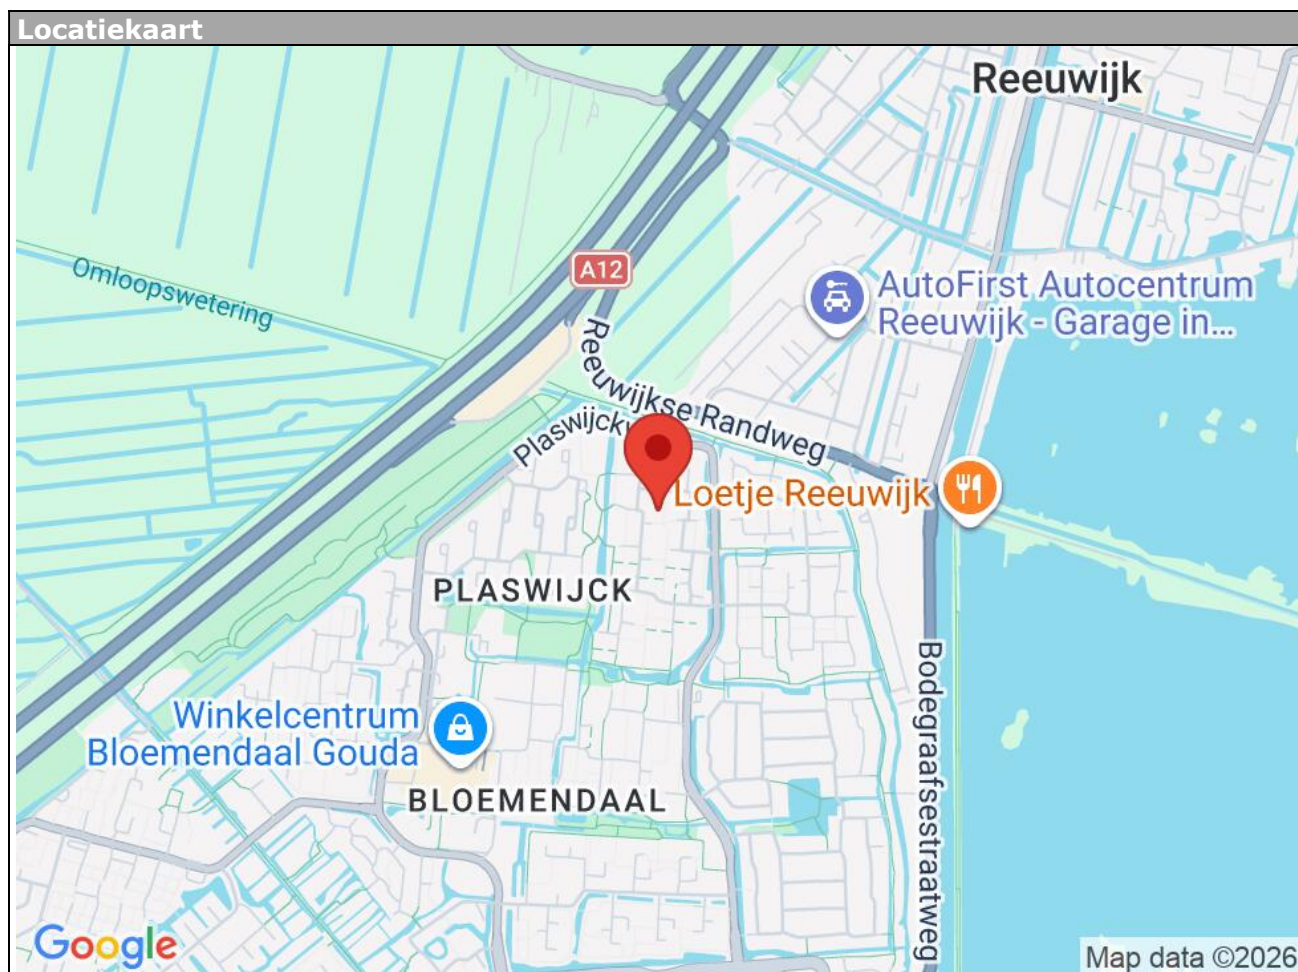 Locatiekaart
Reeuwijk
Omloopswetering
A12
AutoFirst Autocentrum
Reeuwijk - Garage in...
Reeuwijkse Randweg
Loetje Reeuwijk
PLASWIJCK
Bodegraafsestraatweg
Winkelcentrum
Bloemendaal Gouda
BLOEMENDAAL
Google
Map data ©2026